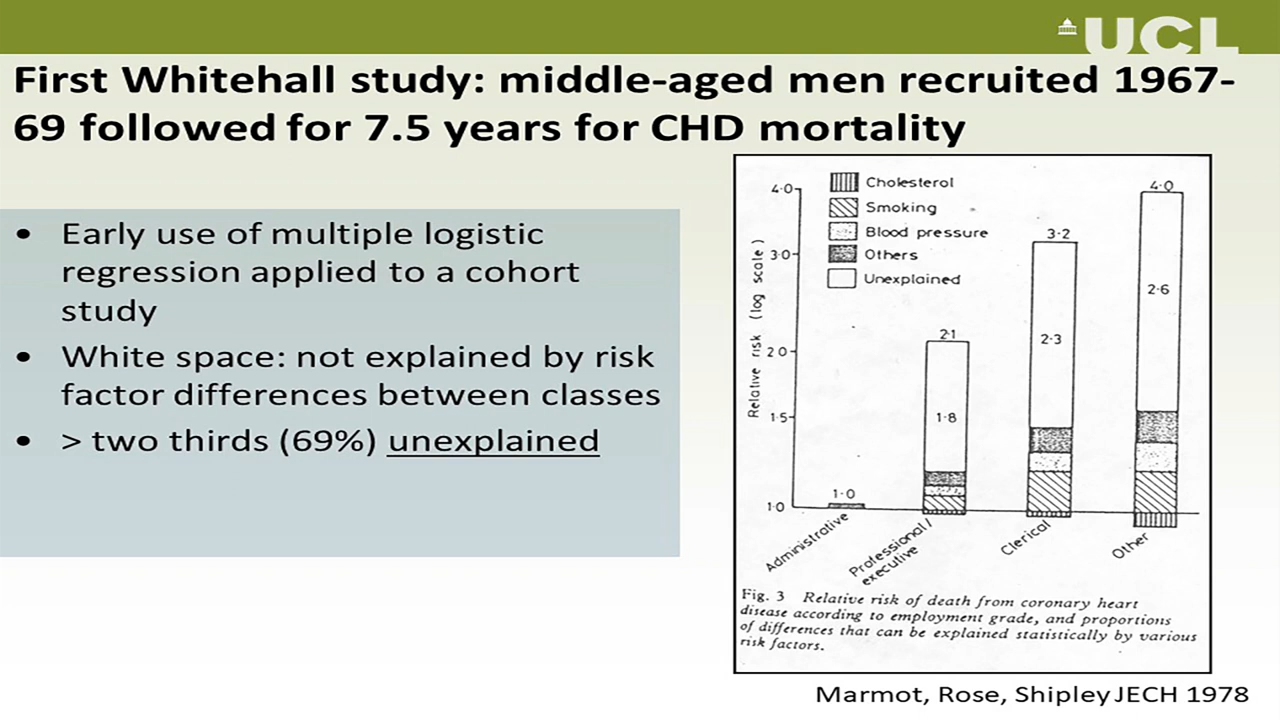 UCL
First Whitehall study: middle-aged men recruited 1967-
69 followed for 7.5 years for CHD mortality
• Early use of multiple logistic
regression applied to a cohort
study
• White space: not explained by risk
factor differences between classes
• > two thirds (69%) unexplained
Cholesterol
Smoking
Blood pressure
Others
Unexplained
Relative risk (log scale)
4·0
3·0
2·0
1·5
1·0
1·0
2·1
1·8
3·2
2·3
4·0
2·6
Administrative
Professional/
executive
Clerical
Other
Fig. 3 Relative risk of death from coronary heart
disease according to employment grade, and proportions
of differences that can be explained statistically by various
risk factors.
Marmot, Rose, Shipley JECH 1978